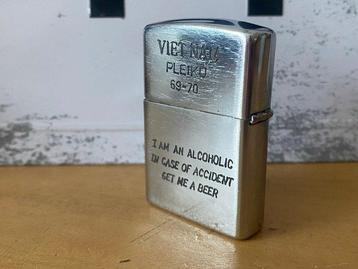 VIET NAM
PLEIKU
69-70
I AM AN ALCOHOLIC
IN CASE OF ACCIDENT
GET ME A BEER